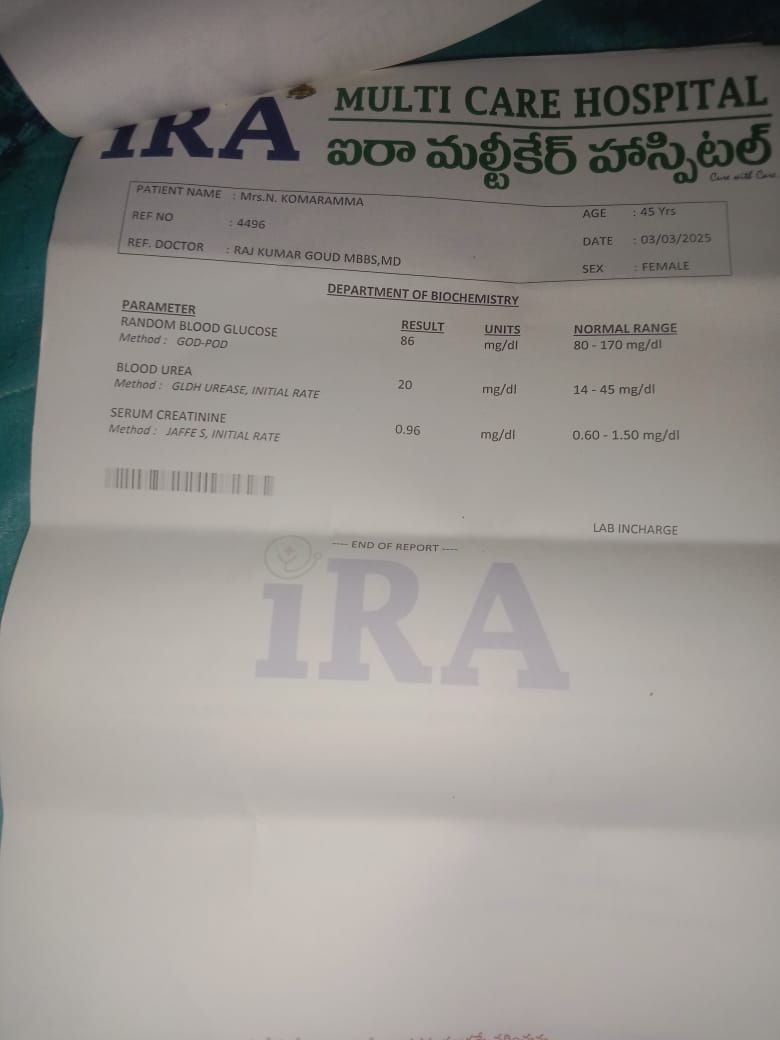 iRA MULTI CARE HOSPITAL
ఐరా మల్టీకేర్ హాస్పిటల్
Care with Care
PATIENT NAME : Mrs.N. KOMARAMMA
REF NO : 4496
REF. DOCTOR : RAJ KUMAR GOUD MBBS,MD
AGE : 45 Yrs
DATE : 03/03/2025
SEX : FEMALE
DEPARTMENT OF BIOCHEMISTRY
PARAMETER RESULT UNITS NORMAL RANGE
RANDOM BLOOD GLUCOSE 86 mg/dl 80 - 170 mg/dl
Method : GOD-POD
BLOOD UREA 20 mg/dl 14 - 45 mg/dl
Method : GLDH UREASE, INITIAL RATE
SERUM CREATININE 0.96 mg/dl 0.60 - 1.50 mg/dl
Method : JAFFE S, INITIAL RATE
LAB INCHARGE
---- END OF REPORT ----
iRA